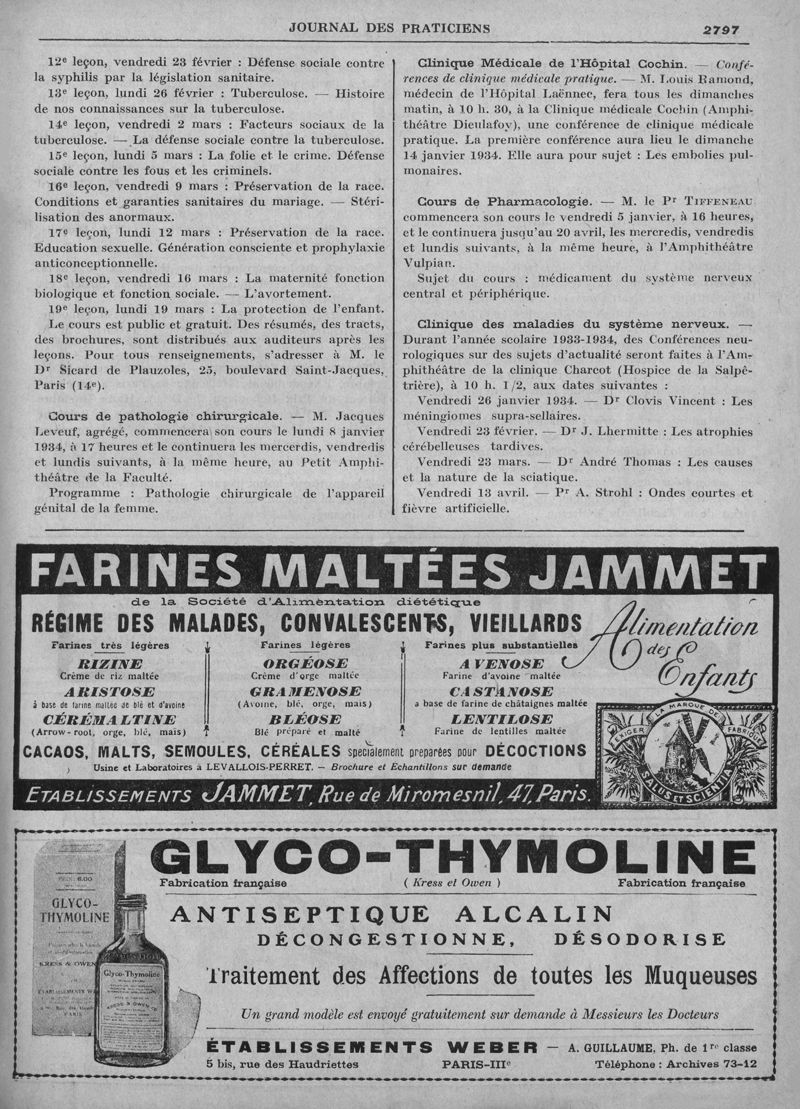 JOURNAL DES PRATICIENS 2797
12e leçon, vendredi 23 février : Défense sociale contre
la syphilis par la législation sanitaire.
13e leçon, lundi 26 février : Tuberculose. — Histoire
de nos connaissances sur la tuberculose.
14e leçon, vendredi 2 mars : Facteurs sociaux de la
tuberculose. — La défense sociale contre la tuberculose.
15e leçon, lundi 5 mars : La folie et le crime. Défense
sociale contre les fous et les criminels.
16e leçon, vendredi 9 mars : Préservation de la race.
Conditions et garanties sanitaires du mariage. — Stéri-
lisation des anormaux.
17e leçon, lundi 12 mars : Préservation de la race.
Education sexuelle. Génération consciente et prophylaxie
anticonceptionnelle.
18e leçon, vendredi 16 mars : La maternité fonction
biologique et fonction sociale. — L'avortement.
19e leçon, lundi 19 mars : La protection de l'enfant.
Le cours est public et gratuit. Des résumés, des tracts,
des brochures, sont distribués aux auditeurs après les
leçons. Pour tous renseignements, s'adresser à M. le
Dr Sicard de Plauzoles, 25, boulevard Saint-Jacques,
Paris (14e).
Cours de pathologie chirurgicale. — M. Jacques
Leveuf, agrégé, commencera son cours le lundi 8 janvier
1934, à 17 heures et le continuera les mercerdis, vendredis
et lundis suivants, à la même heure, au Petit Amphi-
théâtre de la Faculté.
Programme : Pathologie chirurgicale de l'appareil
génital de la femme.
Clinique Médicale de l'Hôpital Cochin. — Confé-
rences de clinique médicale pratique. — M. Louis Ramond,
médecin de l'Hôpital Laënnec, fera tous les dimanches
matin, à 10 h. 30, à la Clinique médicale Cochin (Amphi-
théâtre Dieulafoy), une conférence de clinique médicale
pratique. La première conférence aura lieu le dimanche
14 janvier 1934. Elle aura pour sujet : Les embolies pul-
monaires.
Cours de Pharmacologie. — M. le Pr TIFFENEAU
commencera son cours le vendredi 5 janvier, à 16 heures,
et le continuera jusqu'au 20 avril, les mercredis, vendredis
et lundis suivants, à la même heure, à l'Amphithéâtre
Vulpian.
Sujet du cours : médicament du système nerveux
central et périphérique.
Clinique des maladies du système nerveux. —
Durant l'année scolaire 1933-1934, des Conférences neu-
rologiques sur des sujets d'actualité seront faites à l'Am-
phithéâtre de la clinique Charcot (Hospice de la Salpê-
trière), à 10 h. 1/2, aux dates suivantes :
Vendredi 26 janvier 1934. — Dr Clovis Vincent : Les
méningiomes supra-sellaires.
Vendredi 23 février. — Dr J. Lhermitte : Les atrophies
cérébelleuses tardives.
Vendredi 23 mars. — Dr André Thomas : Les causes
et la nature de la sciatique.
Vendredi 13 avril. — Pr A. Strohl : Ondes courtes et
fièvre artificielle.
FARINES MALTÉES JAMMET
de la Société d'Alimentation diététique
RÉGIME DES MALADES, CONVALESCENTS, VIEILLARDS
Alimentation
des
Enfants
Farines très légères
RIZINE
Crème de riz maltée
ARISTOSE
à base de farine maltée de blé et d'avoine
CÉRÉMALTINE
(Arrow-root, orge, blé, maïs)
Farines légères
ORGÉOSE
Crème d'orge maltée
GRAMENOSE
(Avoine, blé, orge, maïs)
BLÉOSE
Blé préparé et malté
Farines plus substantielles
AVENOSE
Farine d'avoine maltée
CASTANOSE
a base de farine de châtaignes maltée
LENTILOSE
Farine de lentilles maltée
CACAOS, MALTS, SEMOULES, CÉRÉALES spécialement préparées pour DÉCOCTIONS
Usine et Laboratoires à LEVALLOIS-PERRET. — Brochure et Échantillons sur demande
ETABLISSEMENTS JAMMET, Rue de Miromesnil, 47, Paris.
EXIGER LA MARQUE DE FABRIQUE
SALUS ET SCIENTIA
GLYCO-THYMOLINE
Fabrication française (Kress et Owen) Fabrication française
ANTISEPTIQUE ALCALIN
DÉCONGESTIONNE, DÉSODORISE
Traitement des Affections de toutes les Muqueuses
Un grand modèle est envoyé gratuitement sur demande à Messieurs les Docteurs
ÉTABLISSEMENTS WEBER — A. GUILLAUME, Ph. de 1re classe
5 bis, rue des Haudriettes PARIS-IIIe Téléphone : Archives 73-12
GLYCO-
THYMOLINE
KRESS & OWEN
PARIS
Glyco-Thymoline